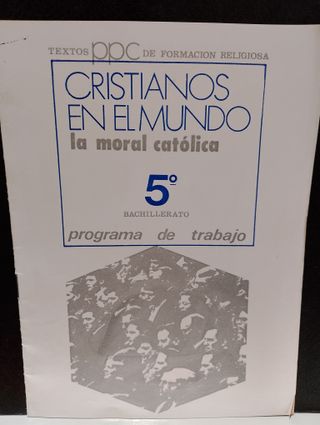 TEXTOS ppc DE FORMACION RELIGIOSA
CRISTIANOS
EN EL MUNDO
la moral católica
5º
BACHILLERATO
programa de trabajo